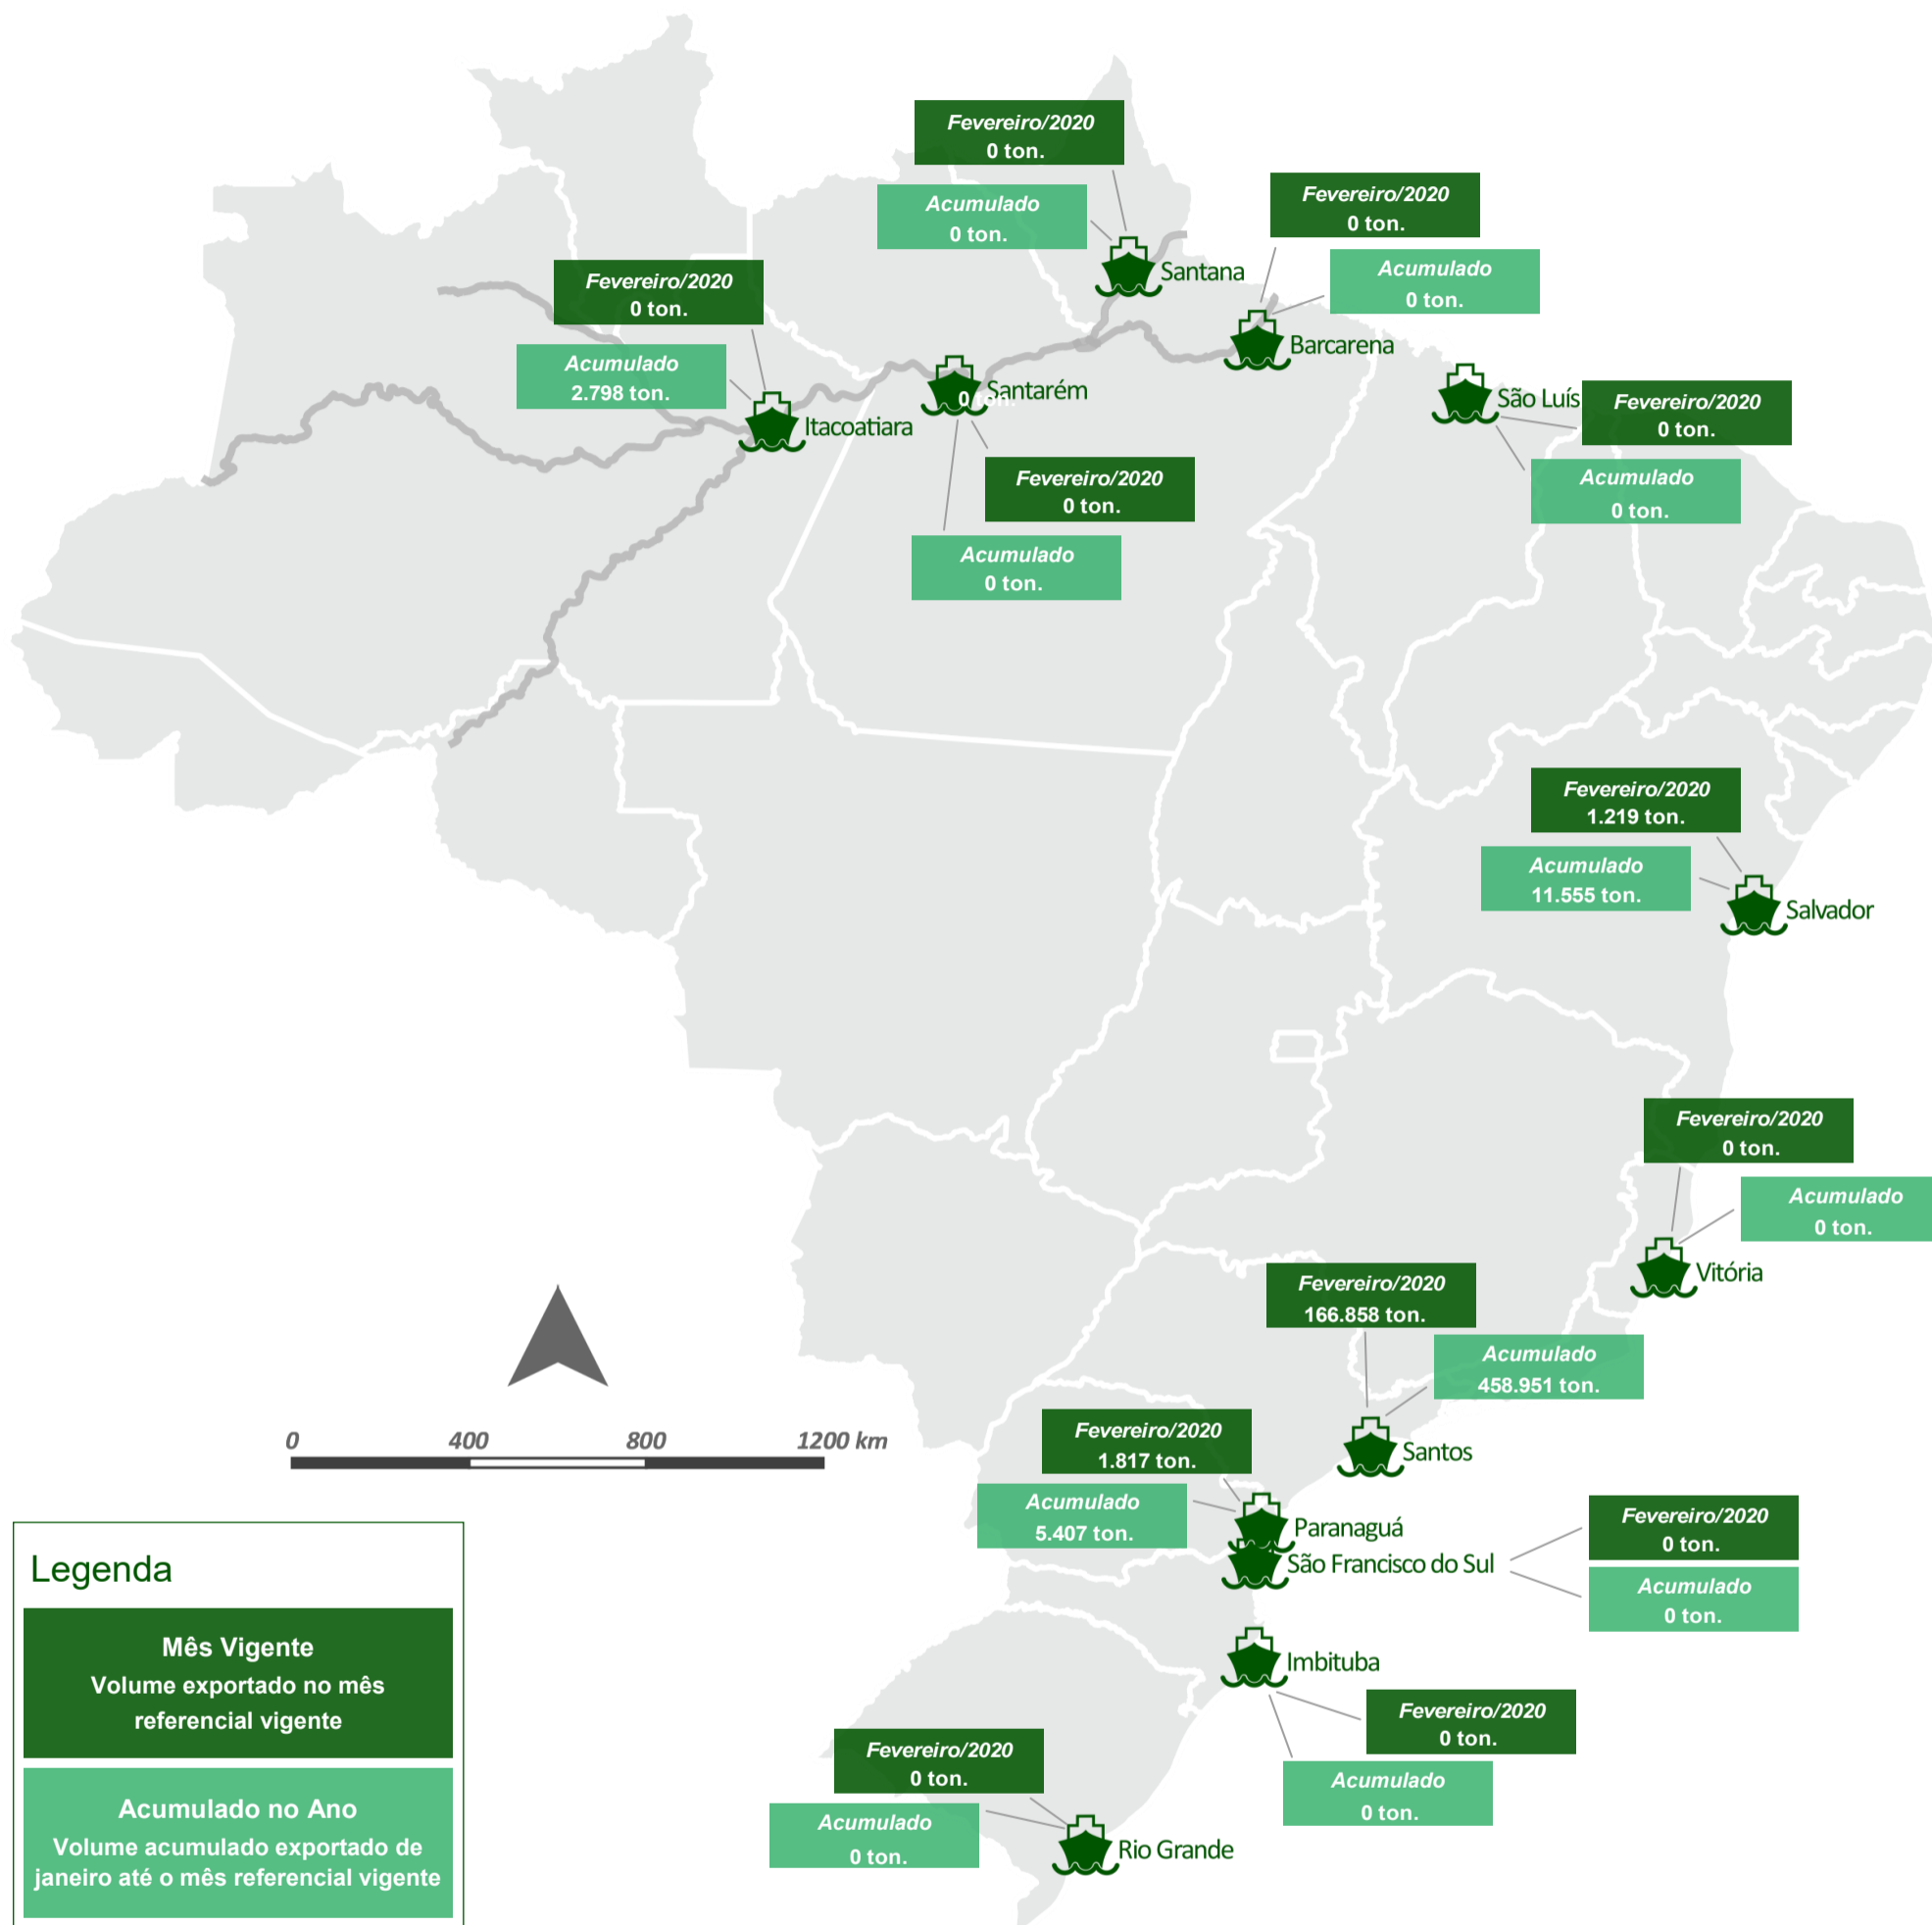 Fevereiro/2020
0 ton.
Acumulado
0 ton.
Santana
Fevereiro/2020
0 ton.
Acumulado
0 ton.
Barcarena
Fevereiro/2020
0 ton.
Acumulado
2.798 ton.
Itacoatiara
Santarém
0 ton.
Fevereiro/2020
0 ton.
Acumulado
0 ton.
São Luís
Fevereiro/2020
0 ton.
Acumulado
0 ton.
Fevereiro/2020
1.219 ton.
Acumulado
11.555 ton.
Salvador
Fevereiro/2020
0 ton.
Acumulado
0 ton.
Vitória
Fevereiro/2020
166.858 ton.
Acumulado
458.951 ton.
Santos
0 400 800 1200 km
Fevereiro/2020
1.817 ton.
Acumulado
5.407 ton.
Paranaguá
São Francisco do Sul
Fevereiro/2020
0 ton.
Acumulado
0 ton.
Imbituba
Fevereiro/2020
0 ton.
Acumulado
0 ton.
Fevereiro/2020
0 ton.
Acumulado
0 ton.
Rio Grande
Legenda
Mês Vigente
Volume exportado no mês
referencial vigente
Acumulado no Ano
Volume acumulado exportado de
janeiro até o mês referencial vigente